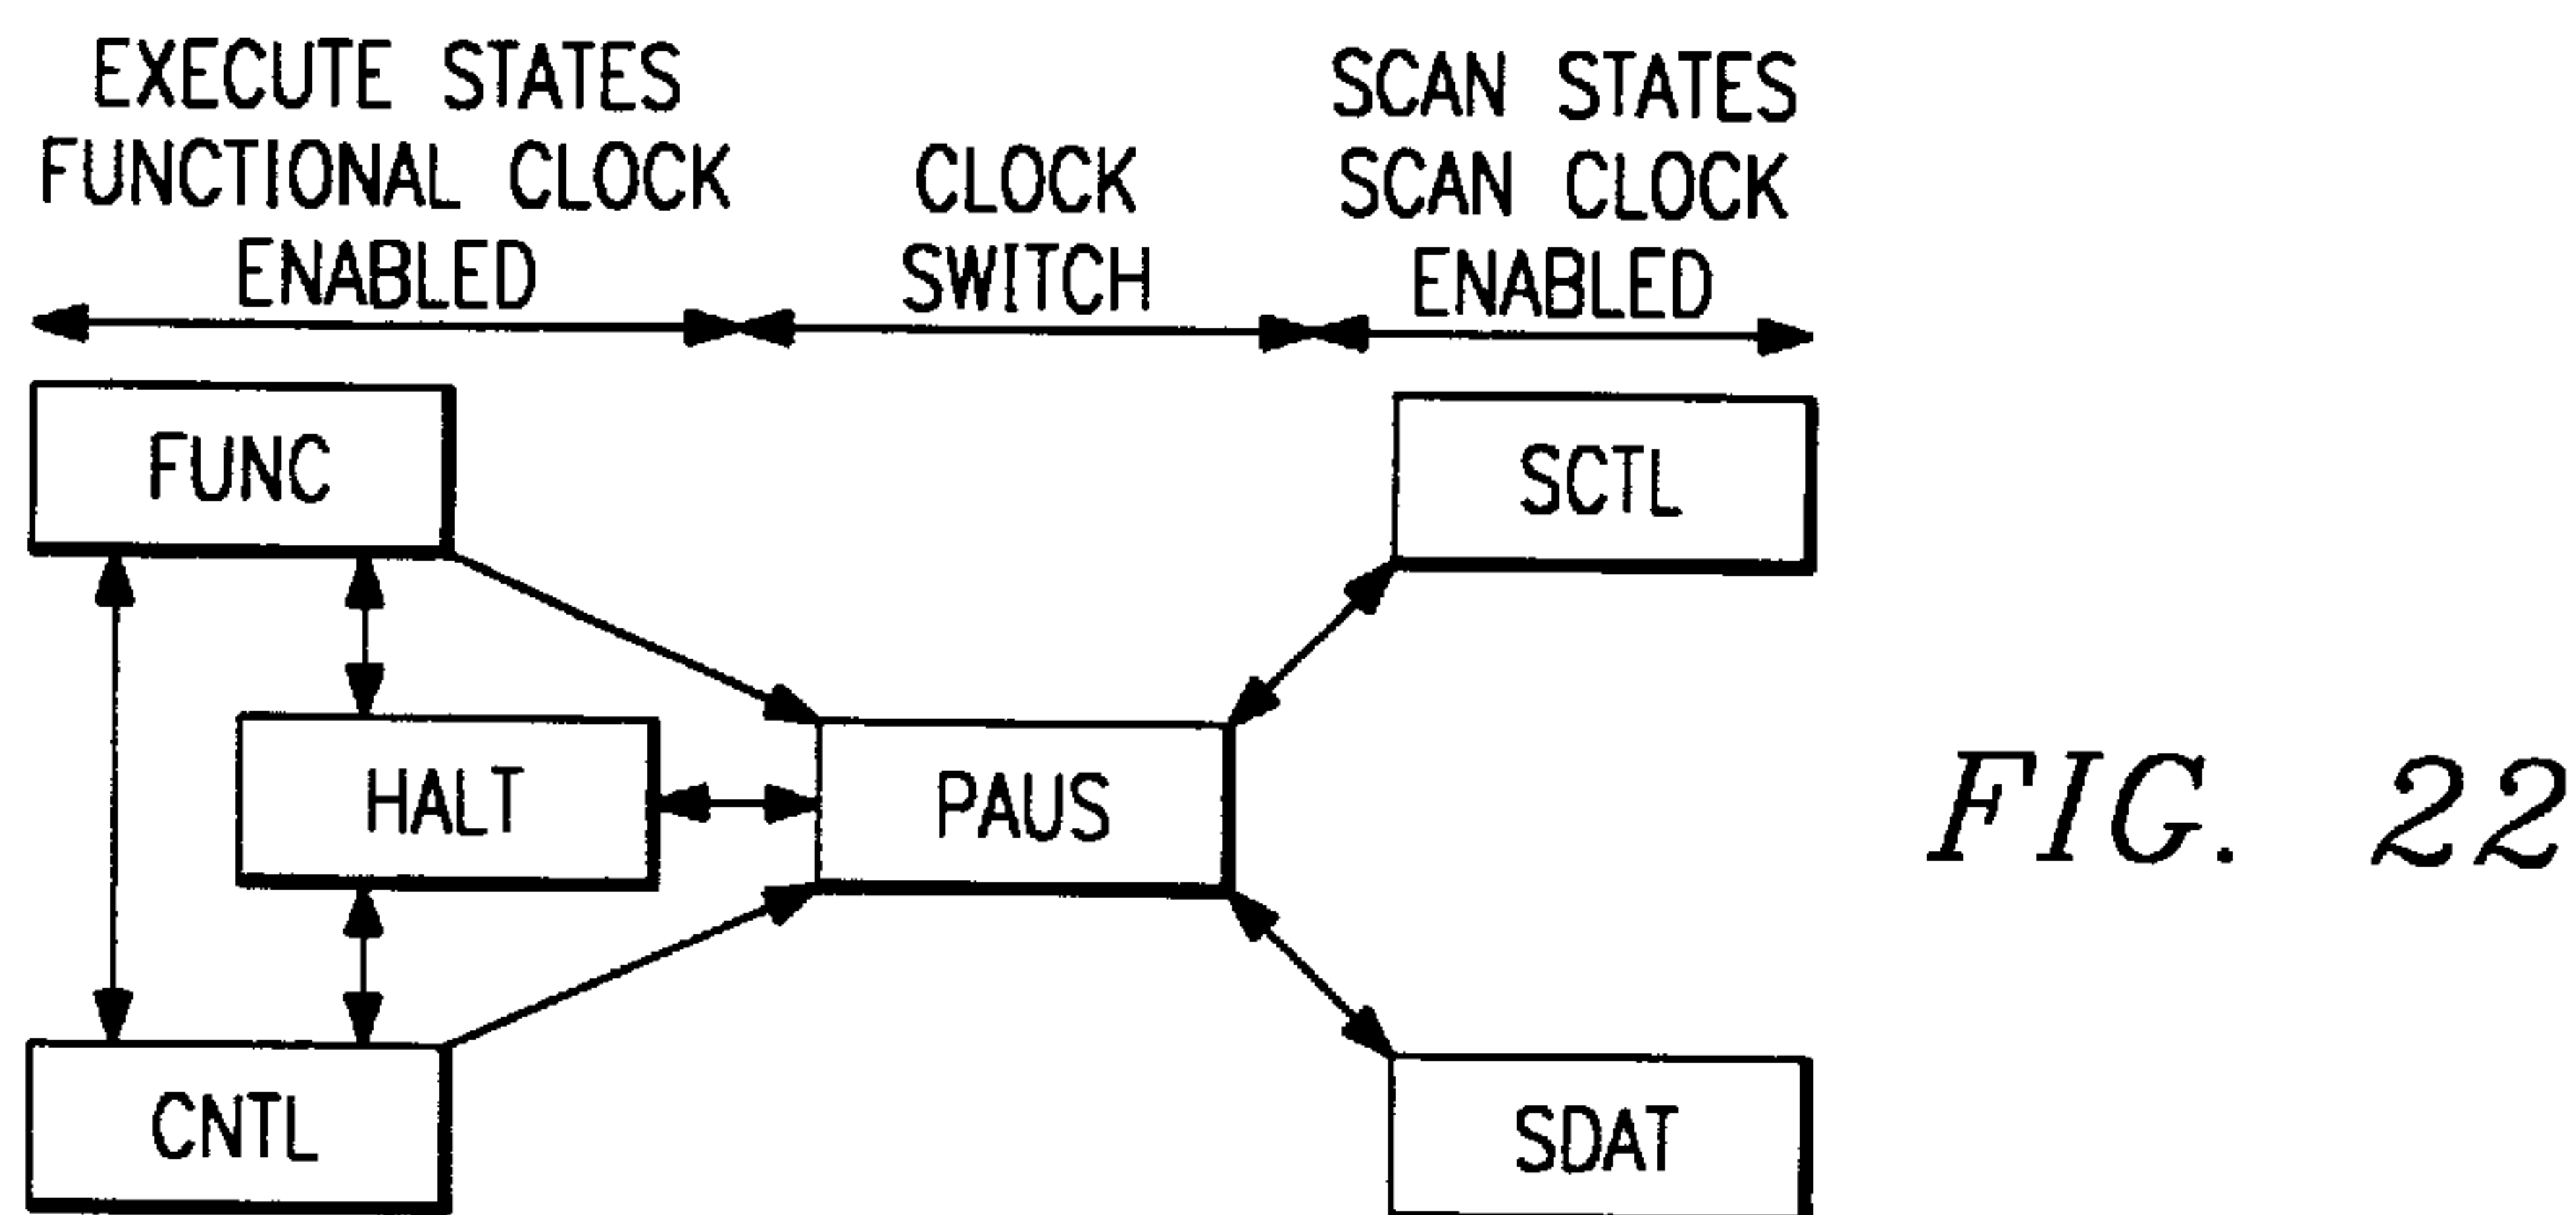 EXECUTE STATES
FUNCTIONAL CLOCK
ENABLED
CLOCK
SWITCH
SCAN STATES
SCAN CLOCK
ENABLED
FUNC
SCTL
HALT
PAUS
CNTL
SDAT
FIG. 22